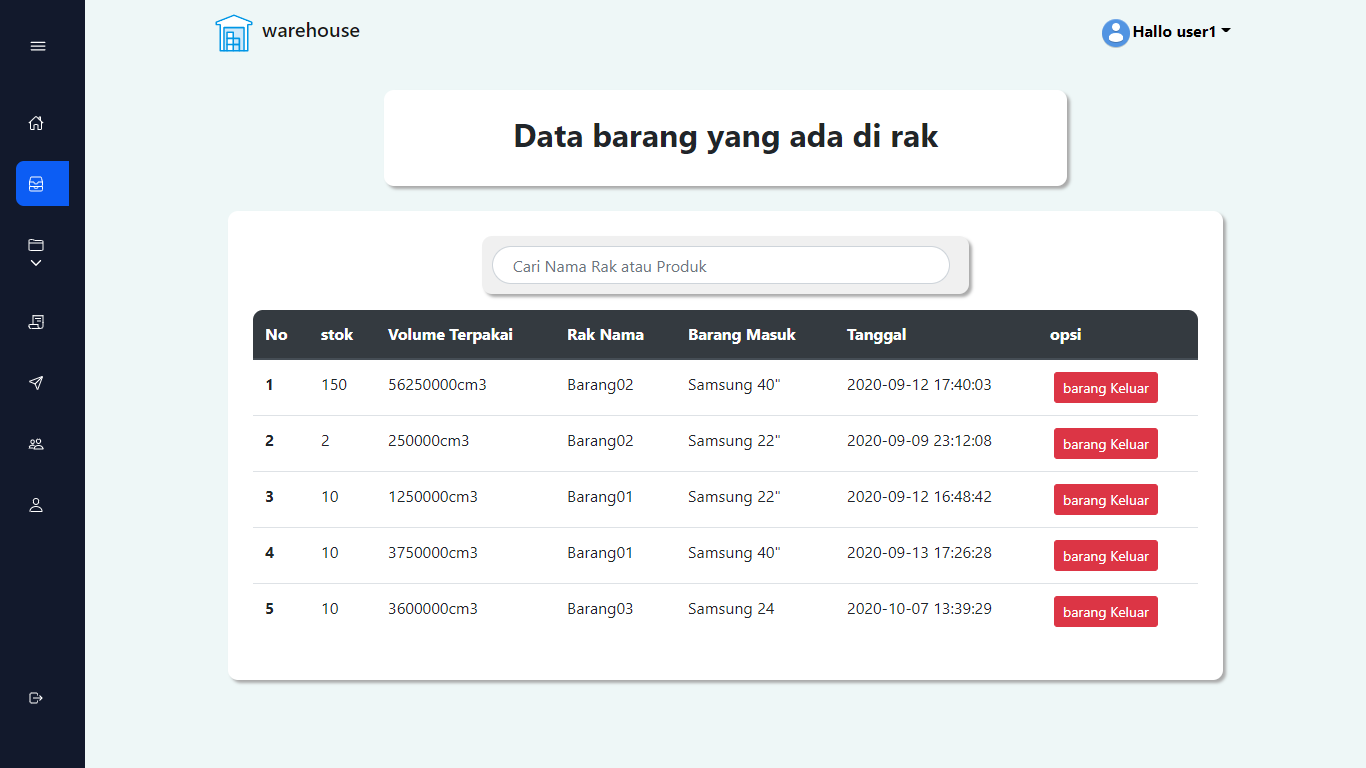 warehouse
Hallo user1
Data barang yang ada di rak
Cari Nama Rak atau Produk
No stok Volume Terpakai Rak Nama Barang Masuk Tanggal opsi
1 150 56250000cm3 Barang02 Samsung 40" 2020-09-12 17:40:03 barang Keluar
2 2 250000cm3 Barang02 Samsung 22" 2020-09-09 23:12:08 barang Keluar
3 10 1250000cm3 Barang01 Samsung 22" 2020-09-12 16:48:42 barang Keluar
4 10 3750000cm3 Barang01 Samsung 40" 2020-09-13 17:26:28 barang Keluar
5 10 3600000cm3 Barang03 Samsung 24 2020-10-07 13:39:29 barang Keluar